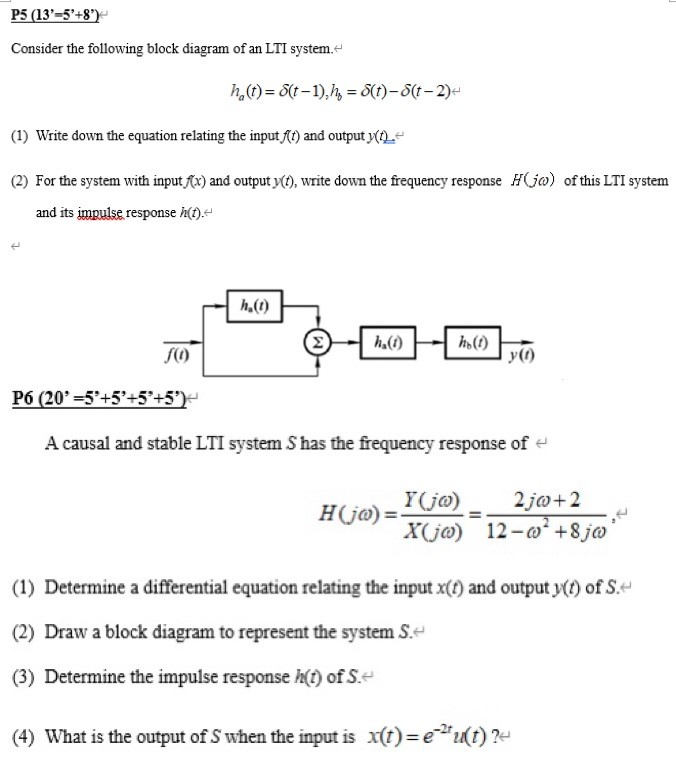 P5 (13’=5’+8’)↵
Consider the following block diagram of an LTI system.↵
hₐ(t) = δ(t−1), h_b = δ(t) − δ(t−2)↵
(1) Write down the equation relating the input f(t) and output y(t).↵
(2) For the system with input f(x) and output y(t), write down the frequency response H(jω) of this LTI system
and its impulse response h(t).↵
↵
hₐ(t)
f(t) Σ hₐ(t) h_b(t) y(t)
P6 (20’ =5’+5’+5’+5’)↵
A causal and stable LTI system S has the frequency response of ↵
H(jω) = Y(jω)/X(jω) = (2jω+2)/(12−ω²+8jω) ,↵
(1) Determine a differential equation relating the input x(t) and output y(t) of S.↵
(2) Draw a block diagram to represent the system S.↵
(3) Determine the impulse response h(t) of S.↵
(4) What is the output of S when the input is x(t) = e⁻²ᵗu(t) ?↵